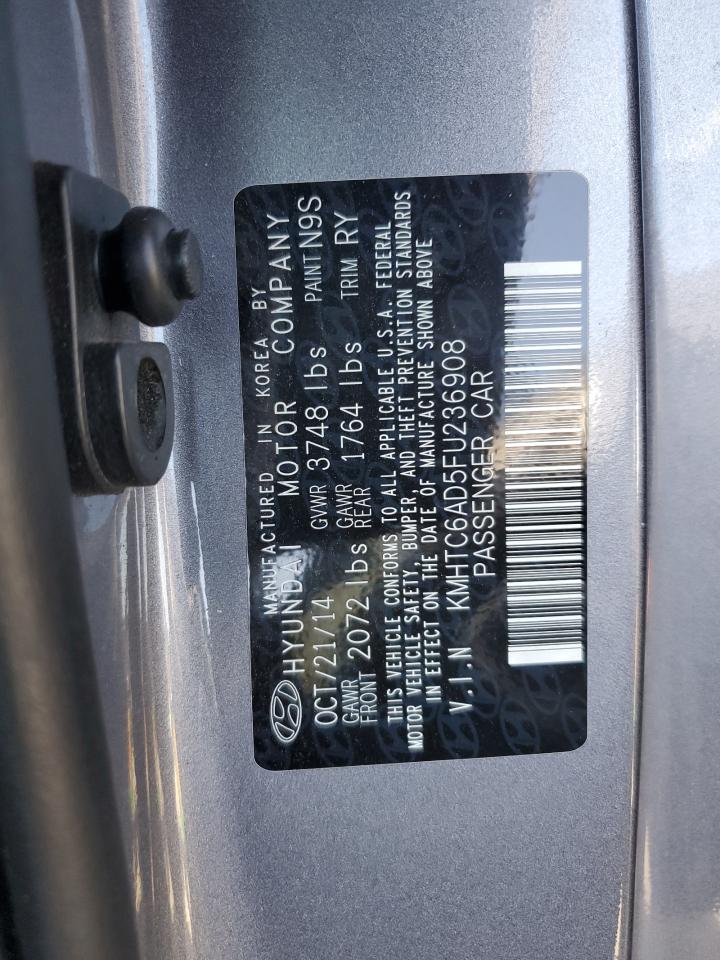 MANUFACTURED IN KOREA BY
HYUNDAI MOTOR COMPANY
OCT/21/14 GVWR 3748 lbs PAINT N9S
GAWR FRONT 2072 lbs GAWR REAR 1764 lbs TRIM RY
THIS VEHICLE CONFORMS TO ALL APPLICABLE U.S.A. FEDERAL
MOTOR VEHICLE SAFETY, BUMPER, AND THEFT PREVENTION STANDARDS
IN EFFECT ON THE DATE OF MANUFACTURE SHOWN ABOVE
V.I.N KMHTC6AD5FU236908
PASSENGER CAR